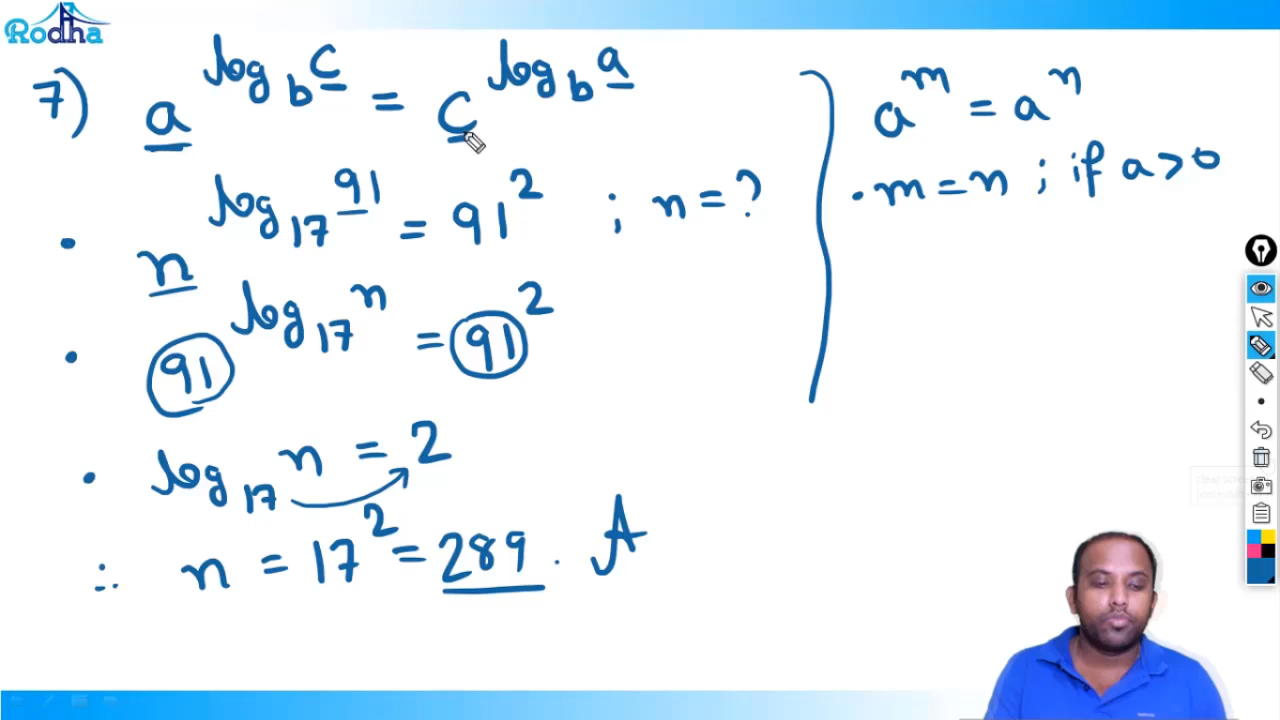 Rodha
7) a^(log_b c) = c^(log_b a)
• n^(log_17 91) = 91^2 ; n = ?
• 91^(log_17 n) = 91^2
• log_17 n = 2
∴ n = 17^2 = 289. A
a^m = a^n
• m = n ; if a > 0